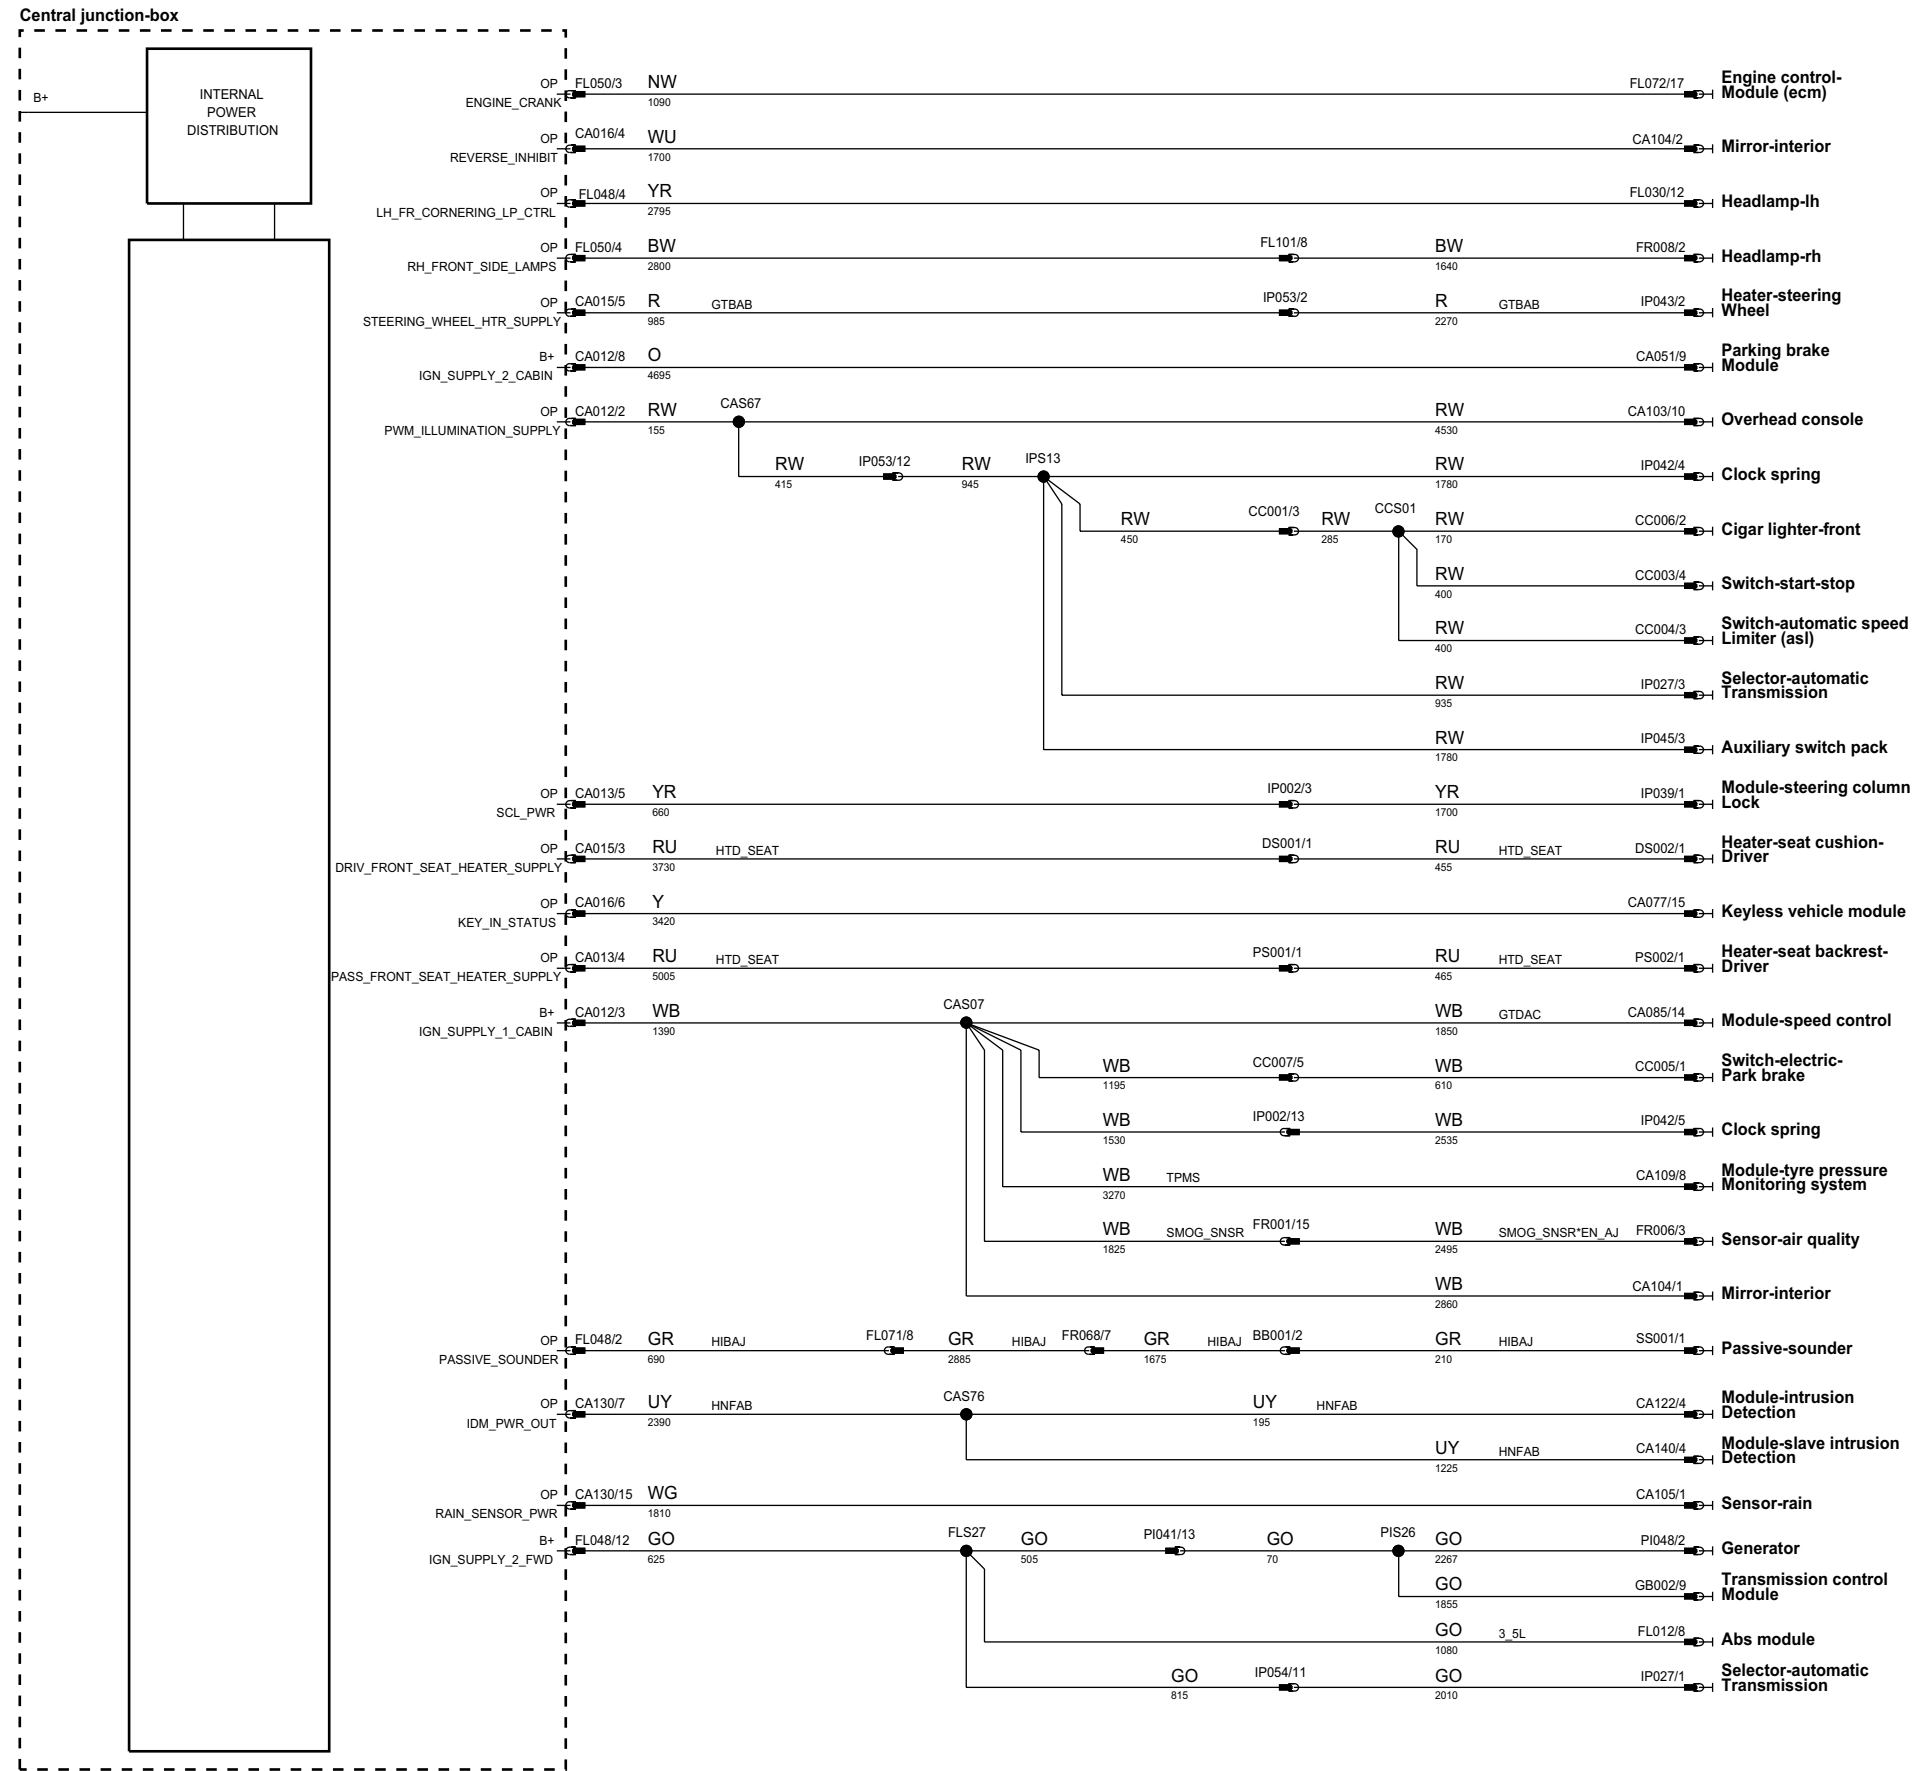 Central junction-box
B+
INTERNAL
POWER
DISTRIBUTION
OP FL050/3 NW FL072/17 Engine control-
ENGINE_CRANK 1090 Module (ecm)
OP CA016/4 WU CA104/2 Mirror-interior
REVERSE_INHIBIT 1700
OP FL048/4 YR FL030/12 Headlamp-lh
LH_FR_CORNERING_LP_CTRL 2795
OP FL050/4 BW FL101/8 BW FR008/2 Headlamp-rh
RH_FRONT_SIDE_LAMPS 2800 1640
OP CA015/5 R GTBAB IP053/2 R GTBAB IP043/2 Heater-steering
STEERING_WHEEL_HTR_SUPPLY 985 2270 Wheel
B+ CA012/8 O CA051/9 Parking brake
IGN_SUPPLY_2_CABIN 4695 Module
OP CA012/2 RW CAS67 RW CA103/10 Overhead console
PWM_ILLUMINATION_SUPPLY 155 4530
RW IP053/12 RW IPS13 RW IP042/4 Clock spring
415 945 1780
RW CC001/3 RW CCS01 RW CC006/2 Cigar lighter-front
450 285 170
RW CC003/4 Switch-start-stop
400
RW CC004/3 Switch-automatic speed
400 Limiter (asl)
RW IP027/3 Selector-automatic
935 Transmission
RW IP045/3 Auxiliary switch pack
1780
OP CA013/5 YR IP002/3 YR IP039/1 Module-steering column
SCL_PWR 660 1700 Lock
OP CA015/3 RU HTD_SEAT DS001/1 RU HTD_SEAT DS002/1 Heater-seat cushion-
DRIV_FRONT_SEAT_HEATER_SUPPLY 3730 455 Driver
OP CA016/6 Y CA077/15 Keyless vehicle module
KEY_IN_STATUS 3420
OP CA013/4 RU HTD_SEAT PS001/1 RU HTD_SEAT PS002/1 Heater-seat backrest-
PASS_FRONT_SEAT_HEATER_SUPPLY 5005 465 Driver
B+ CA012/3 WB CAS07 WB GTDAC CA085/14 Module-speed control
IGN_SUPPLY_1_CABIN 1390 1850
WB CC007/5 WB CC005/1 Switch-electric-
1195 610 Park brake
WB IP002/13 WB IP042/5 Clock spring
1530 2535
WB TPMS CA109/8 Module-tyre pressure
3270 Monitoring system
WB SMOG_SNSR FR001/15 WB SMOG_SNSR*EN_AJ FR006/3 Sensor-air quality
1825 2495
WB CA104/1 Mirror-interior
2860
OP FL048/2 GR HIBAJ FL071/8 GR HIBAJ FR068/7 GR HIBAJ BB001/2 GR HIBAJ SS001/1 Passive-sounder
PASSIVE_SOUNDER 690 2885 1675 210
OP CA130/7 UY HNFAB CAS76 UY HNFAB CA122/4 Module-intrusion
IDM_PWR_OUT 2390 195 Detection
UY HNFAB CA140/4 Module-slave intrusion
1225 Detection
OP CA130/15 WG CA105/1 Sensor-rain
RAIN_SENSOR_PWR 1810
B+ FL048/12 GO FLS27 GO PI041/13 GO PIS26 GO PI048/2 Generator
IGN_SUPPLY_2_FWD 625 505 70 2267
GO GB002/9 Transmission control
1855 Module
GO 3_5L FL012/8 Abs module
1080
GO IP054/11 GO IP027/1 Selector-automatic
815 2010 Transmission